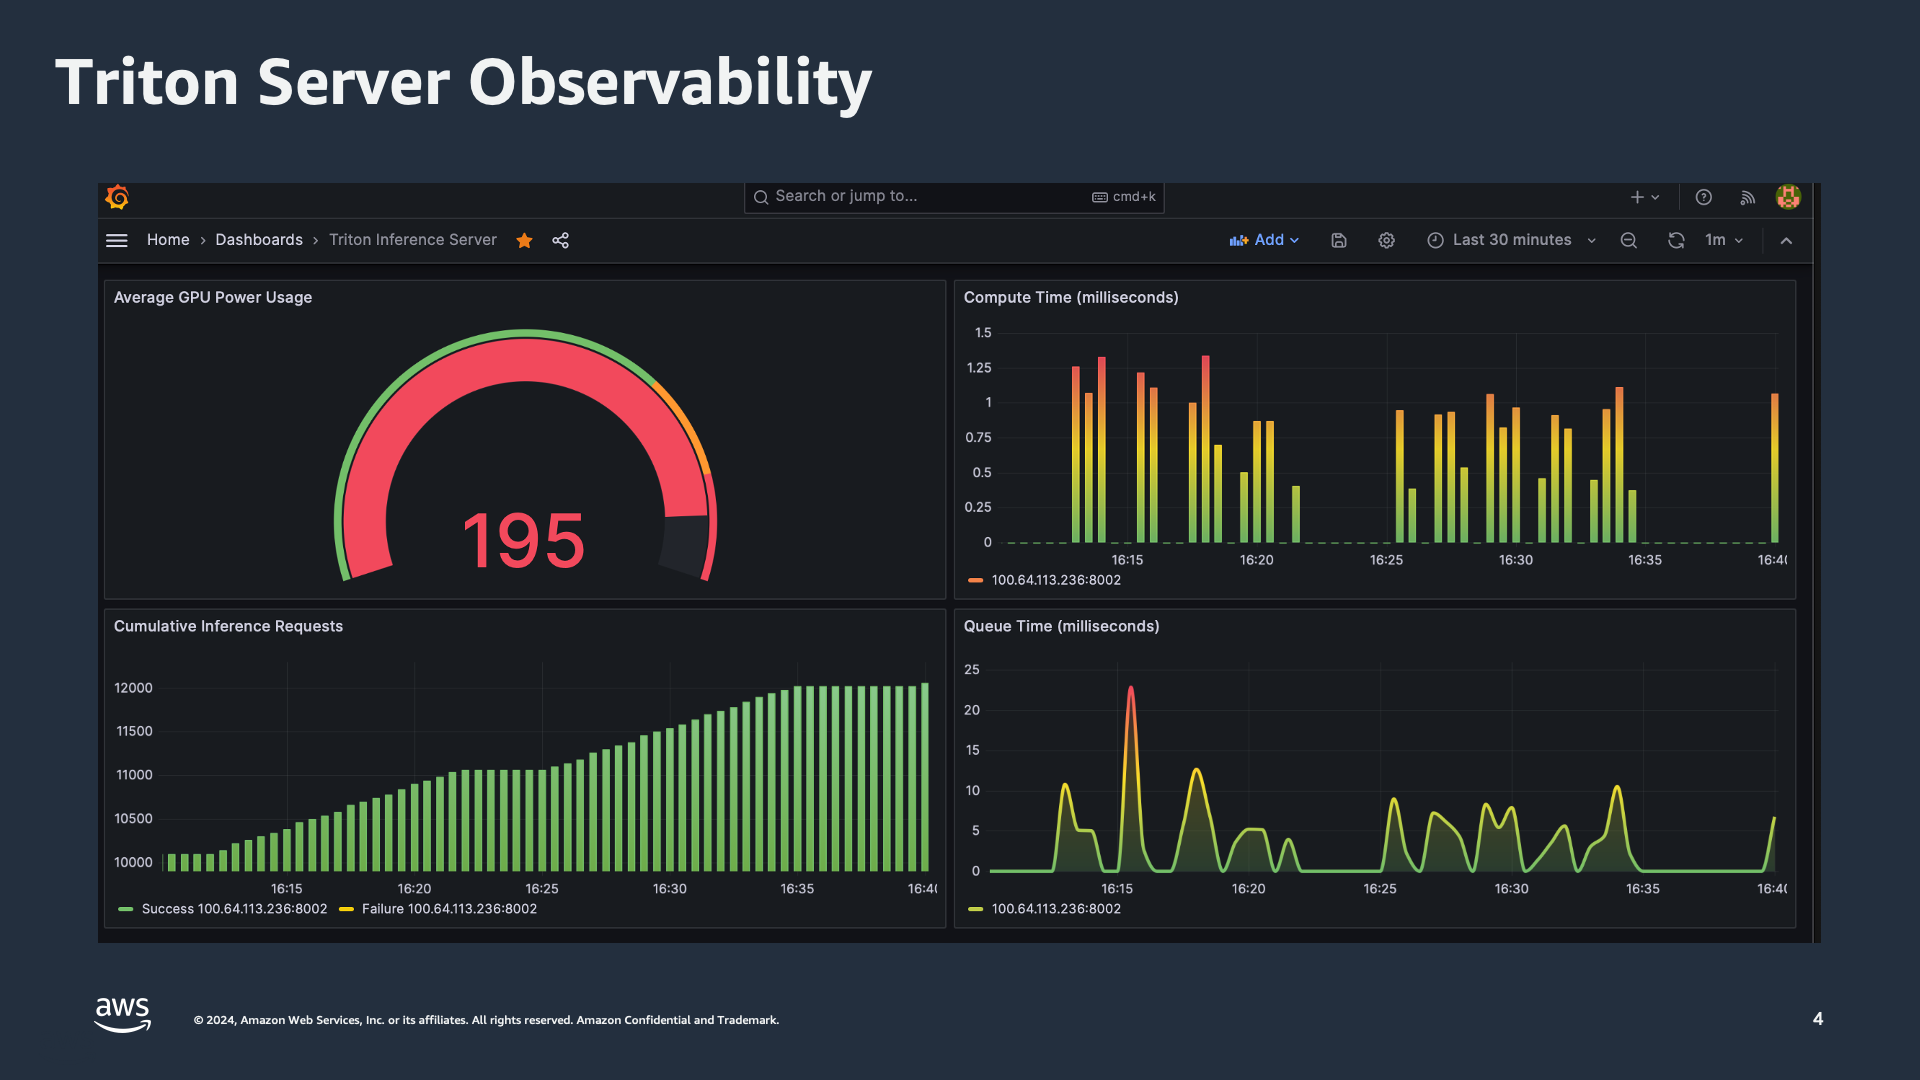 Triton Server Observability
Search or jump to...
cmd+k
Home › Dashboards › Triton Inference Server
Add
Last 30 minutes
1m
Average GPU Power Usage
195
Compute Time (milliseconds)
1.5
1.25
1
0.75
0.5
0.25
0
16:15 16:20 16:25 16:30 16:35 16:40
100.64.113.236:8002
Cumulative Inference Requests
12000
11500
11000
10500
10000
16:15 16:20 16:25 16:30 16:35 16:40
Success 100.64.113.236:8002 Failure 100.64.113.236:8002
Queue Time (milliseconds)
25
20
15
10
5
0
16:15 16:20 16:25 16:30 16:35 16:40
100.64.113.236:8002
aws
© 2024, Amazon Web Services, Inc. or its affiliates. All rights reserved. Amazon Confidential and Trademark.
4